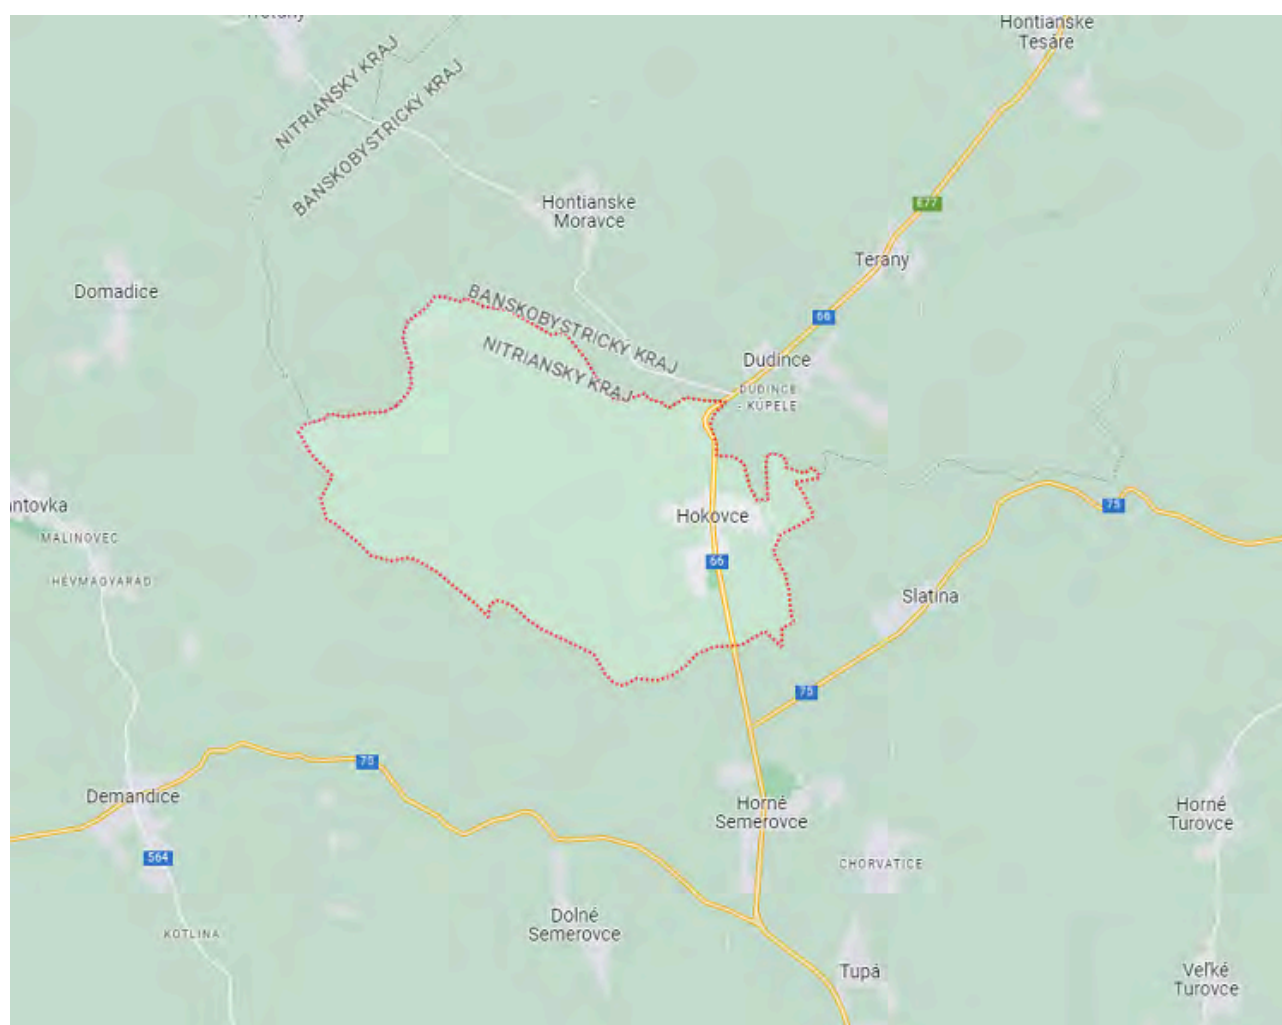 Hontianske
Tesáre
NITRIANSKY KRAJ
BANSKOBYSTRICKÝ KRAJ
Hontianske
Moravce
E77
Terany
Domadice
BANSKOBYSTRICKÝ KRAJ
66
NITRIANSKY KRAJ
Dudince
DUDINCE
- KÚPELE
antovka
75
Hokovce
MALINOVEC
66
HÉVMAGYARAD
Slatina
75
75
Demandice
Horné
Semerovce
Horné
Turovce
564
CHORVATICE
Dolné
Semerovce
KOTLINA
Tupá
Veľké
Turovce